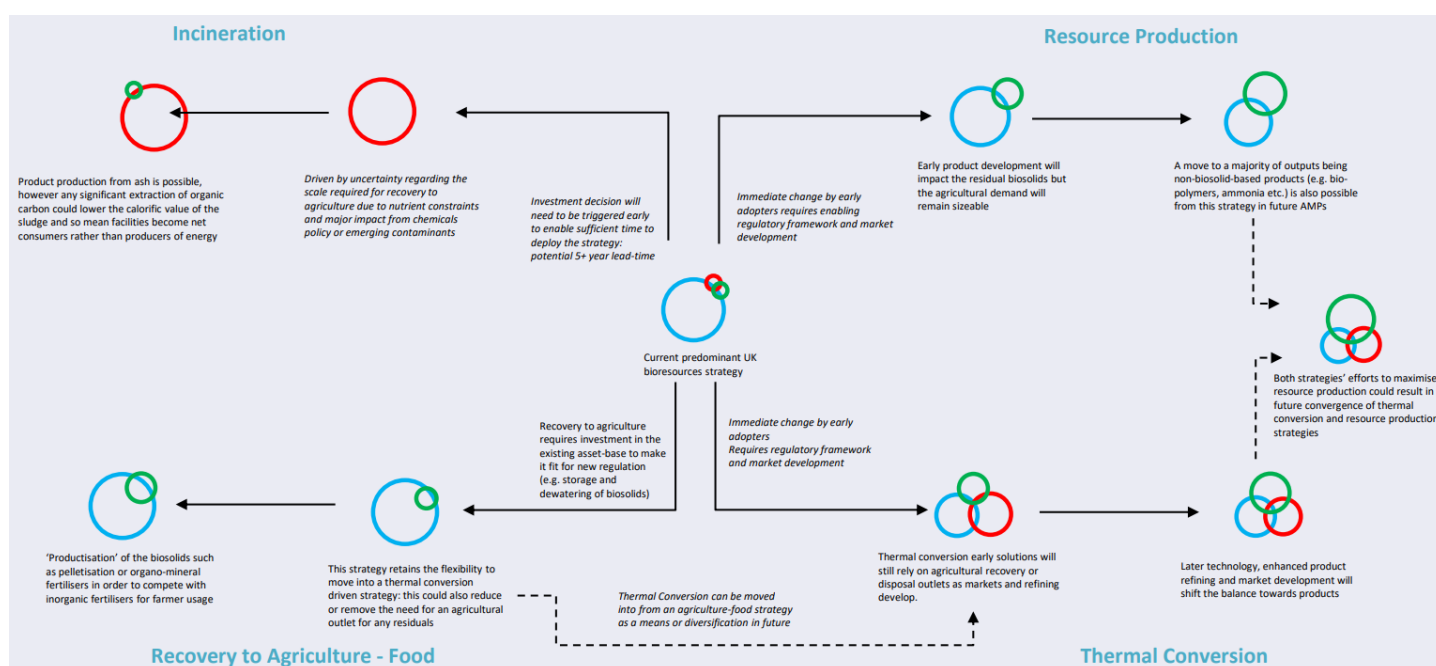 Incineration
Resource Production
Product production from ash is possible,
however any significant extraction of organic
carbon could lower the calorific value of the
sludge and so mean facilities become net
consumers rather than producers of energy
Driven by uncertainty regarding the
scale required for recovery to
agriculture due to nutrient constraints
and major impact from chemicals
policy or emerging contaminants
Investment decision will
need to be triggered early
to enable sufficient time to
deploy the strategy:
potential 5+ year lead-time
Immediate change by early
adopters requires enabling
regulatory framework and market
development
Early product development will
impact the residual biosolids but
the agricultural demand will
remain sizeable
A move to a majority of outputs being
non-biosolid-based products (e.g. bio-
polymers, ammonia etc.) is also possible
from this strategy in future AMPs
Current predominant UK
bioresources strategy
Both strategies' efforts to maximise
resource production could result in
future convergence of thermal
conversion and resource production
strategies
Recovery to agriculture
requires investment in the
existing asset-base to make
it fit for new regulation
(e.g. storage and
dewatering of biosolids)
Immediate change by early
adopters
Requires regulatory framework
and market development
'Productisation' of the biosolids such
as pelletisation or organo-mineral
fertilisers in order to compete with
inorganic fertilisers for farmer usage
This strategy retains the flexibility to
move into a thermal conversion
driven strategy: this could also reduce
or remove the need for an agricultural
outlet for any residuals
Thermal Conversion can be moved
into from an agriculture-food strategy
as a means or diversification in future
Thermal conversion early solutions will
still rely on agricultural recovery or
disposal outlets as markets and refining
develop.
Later technology, enhanced product
refining and market development will
shift the balance towards products
Recovery to Agriculture - Food
Thermal Conversion